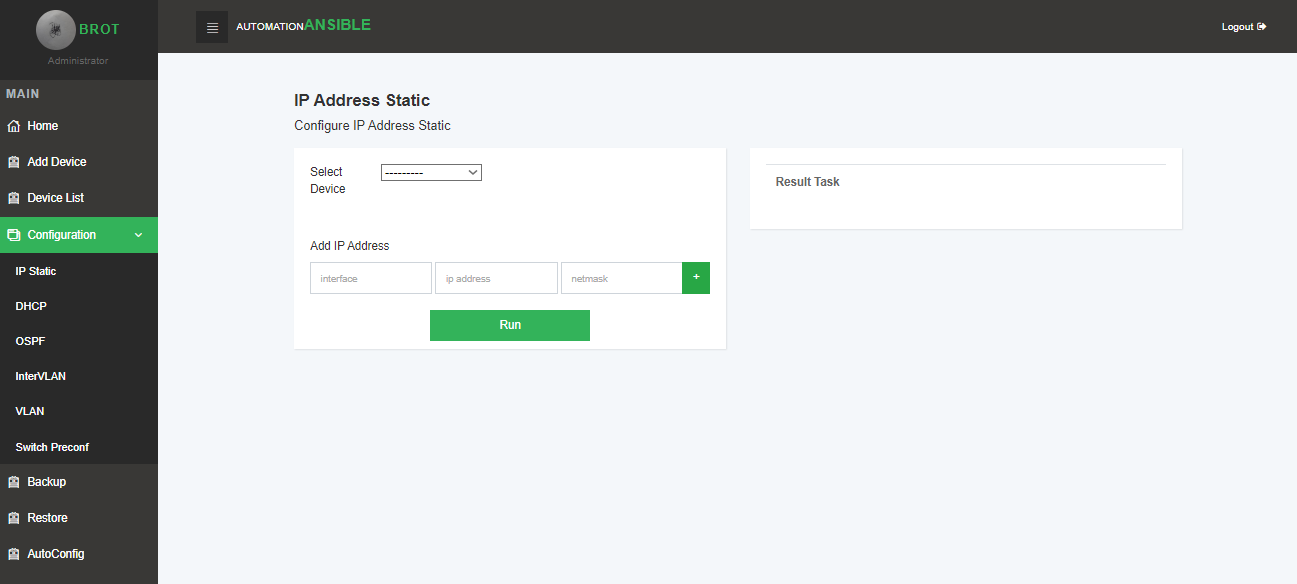 BROT
Administrator
AUTOMATIONANSIBLE
Logout
MAIN
Home
Add Device
Device List
Configuration
IP Static
DHCP
OSPF
InterVLAN
VLAN
Switch Preconf
Backup
Restore
AutoConfig
IP Address Static
Configure IP Address Static
Select
Device
---------
Add IP Address
interface
ip address
netmask
+
Run
Result Task